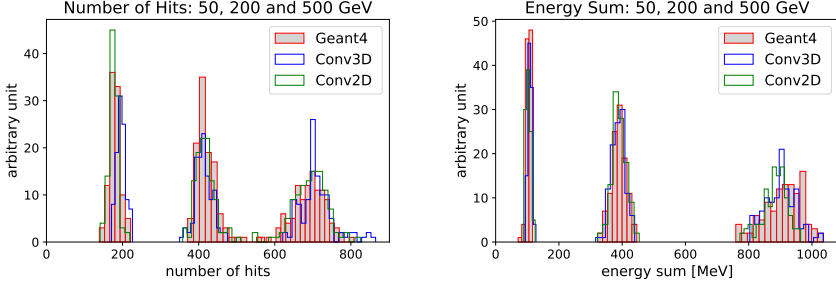 Number of Hits: 50, 200 and 500 GeV
arbitrary unit
40
30
20
10
0
Geant4
Conv3D
Conv2D
0 200 400 600 800
number of hits
Energy Sum: 50, 200 and 500 GeV
arbitrary unit
50
40
30
20
10
0
Geant4
Conv3D
Conv2D
0 200 400 600 800 1000
energy sum [MeV]